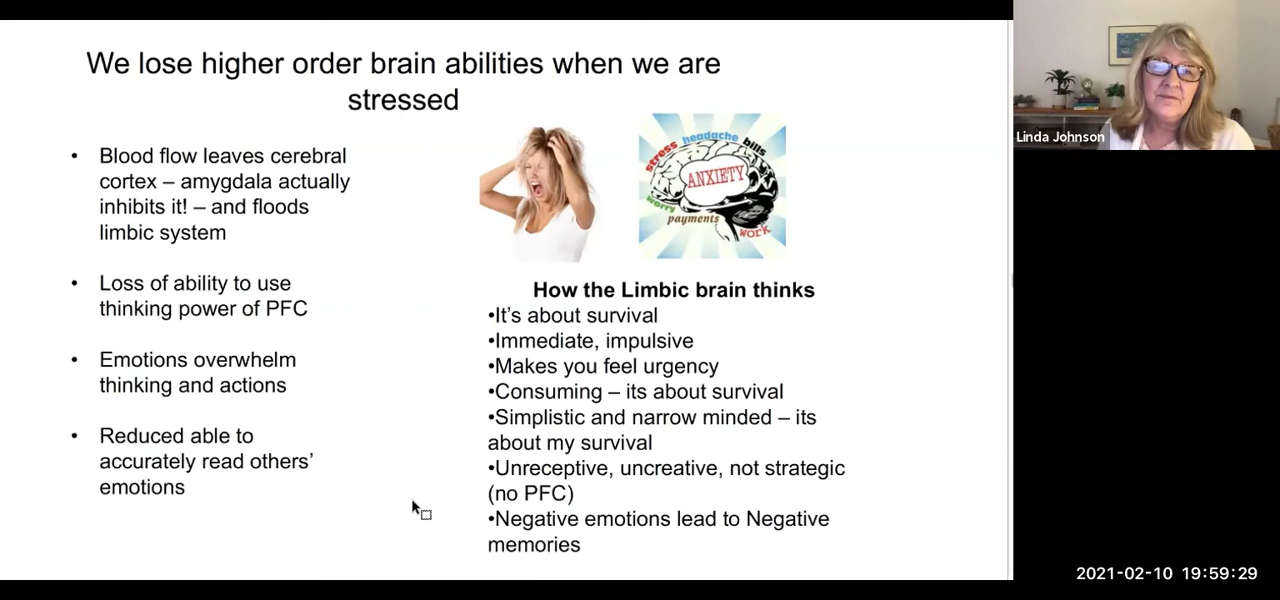 We lose higher order brain abilities when we are
stressed
• Blood flow leaves cerebral
cortex – amygdala actually
inhibits it! – and floods
limbic system
• Loss of ability to use
thinking power of PFC
• Emotions overwhelm
thinking and actions
• Reduced able to
accurately read others’
emotions
stress headache bills
ANXIETY
worry
payments
work
How the Limbic brain thinks
•It’s about survival
•Immediate, impulsive
•Makes you feel urgency
•Consuming – its about survival
•Simplistic and narrow minded – its
about my survival
•Unreceptive, uncreative, not strategic
(no PFC)
•Negative emotions lead to Negative
memories
Linda Johnson
2021-02-10 19:59:29